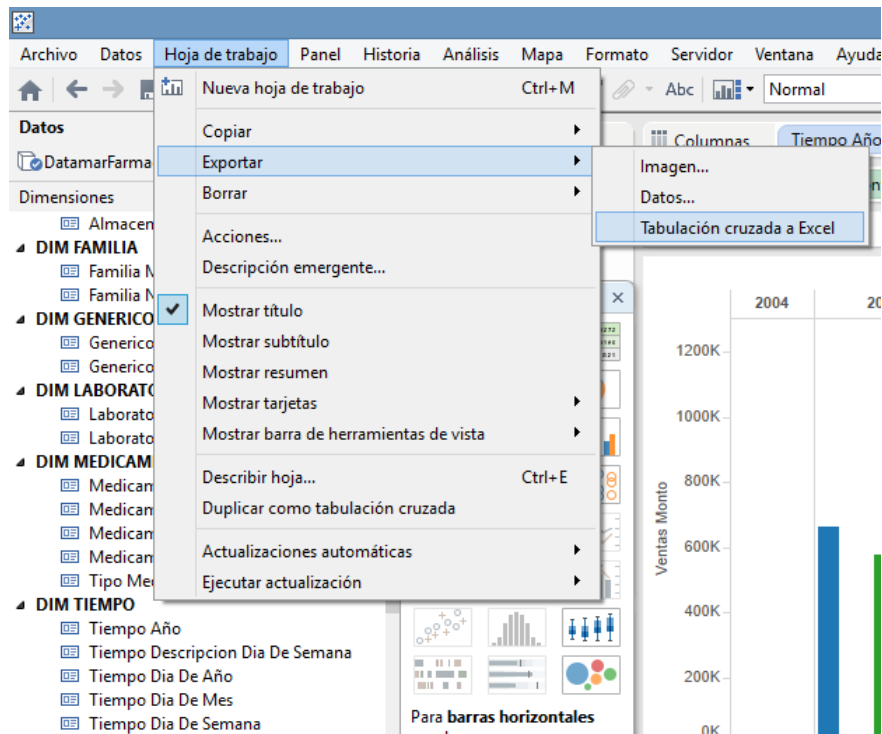 Archivo Datos Hoja de trabajo Panel Historia Análisis Mapa Formato Servidor Ventana Ayuda
Abc Normal
Nueva hoja de trabajo Ctrl+M
Copiar
Exportar
Borrar
Acciones...
Descripción emergente...
Mostrar título
Mostrar subtítulo
Mostrar resumen
Mostrar tarjetas
Mostrar barra de herramientas de vista
Describir hoja... Ctrl+E
Duplicar como tabulación cruzada
Actualizaciones automáticas
Ejecutar actualización
Imagen...
Datos...
Tabulación cruzada a Excel
Datos
DatamarFarma
Dimensiones
Almacen
DIM FAMILIA
Familia
Familia
DIM GENERICO
Generico
Generico
DIM LABORATO
Laborato
Laborato
DIM MEDICAM
Medicam
Medicam
Medicam
Medicam
Tipo Me
DIM TIEMPO
Tiempo Año
Tiempo Descripcion Dia De Semana
Tiempo Dia De Año
Tiempo Dia De Mes
Tiempo Dia De Semana
Para barras horizontales
Columnas Tiempo Año
2004 20
Ventas Monto
1200K
1000K
800K
600K
400K
200K
0K